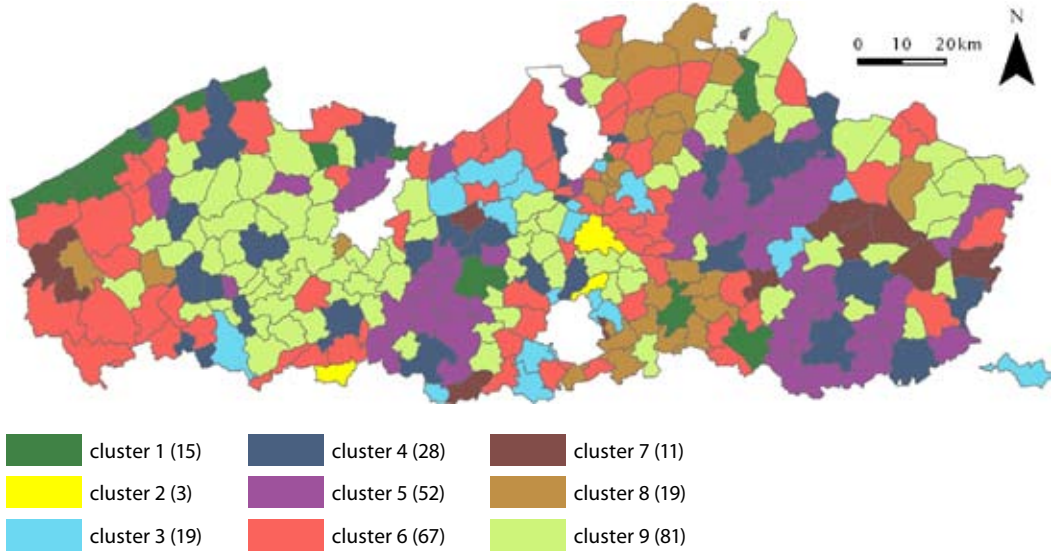 N
0 10 20km
cluster 1 (15) cluster 4 (28) cluster 7 (11)
cluster 2 (3) cluster 5 (52) cluster 8 (19)
cluster 3 (19) cluster 6 (67) cluster 9 (81)